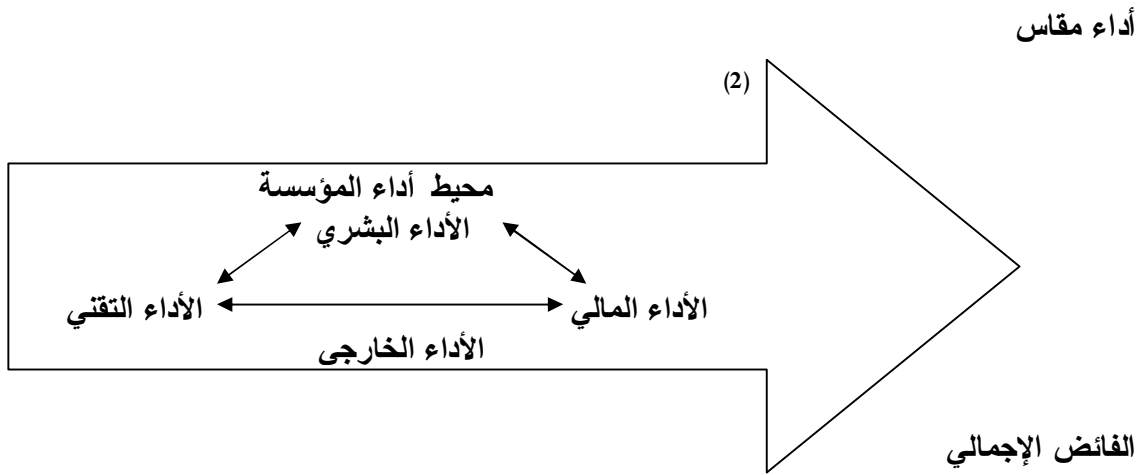 أداء مقاس
(2)
محيط أداء المؤسسة
الأداء البشري
الأداء المالي
الأداء التقني
الأداء الخارجي
الفائض الإجمالي